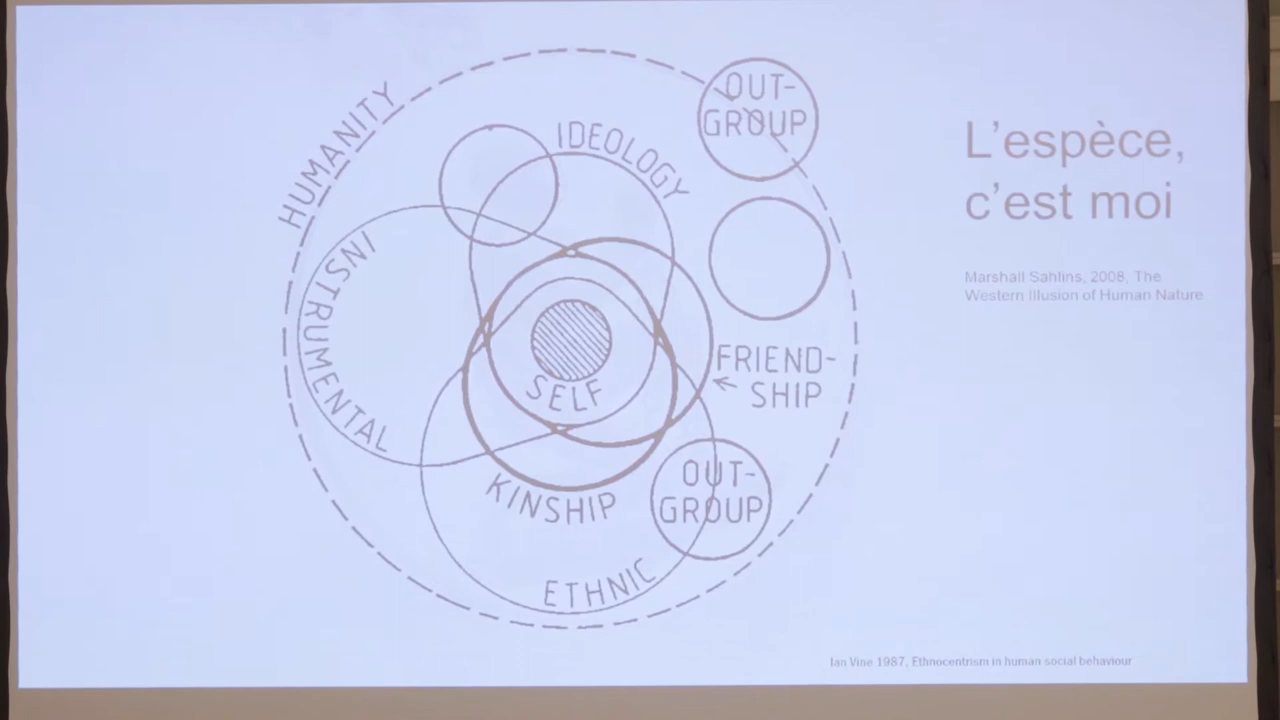 HUMANITY
IDEOLOGY
OUT-
GROUP
INSTRUMENTAL
SELF
FRIEND-
SHIP
KINSHIP
OUT-
GROUP
ETHNIC
L'espèce,
c'est moi
Marshall Sahlins, 2008, The
Western Illusion of Human Nature
Ian Vine 1987, Ethnocentrism in human social behaviour